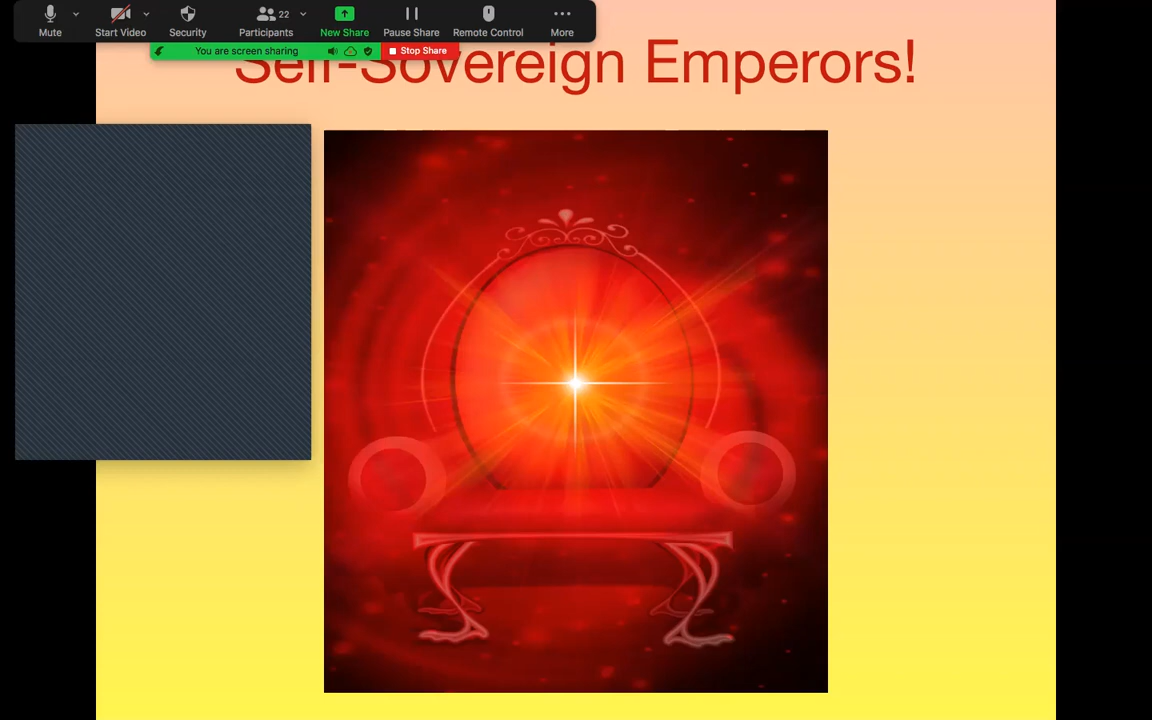 22
Mute
Start Video
Security
Participants
New Share
Pause Share
Remote Control
More
You are screen sharing
Stop Share
Self-Sovereign Emperors!